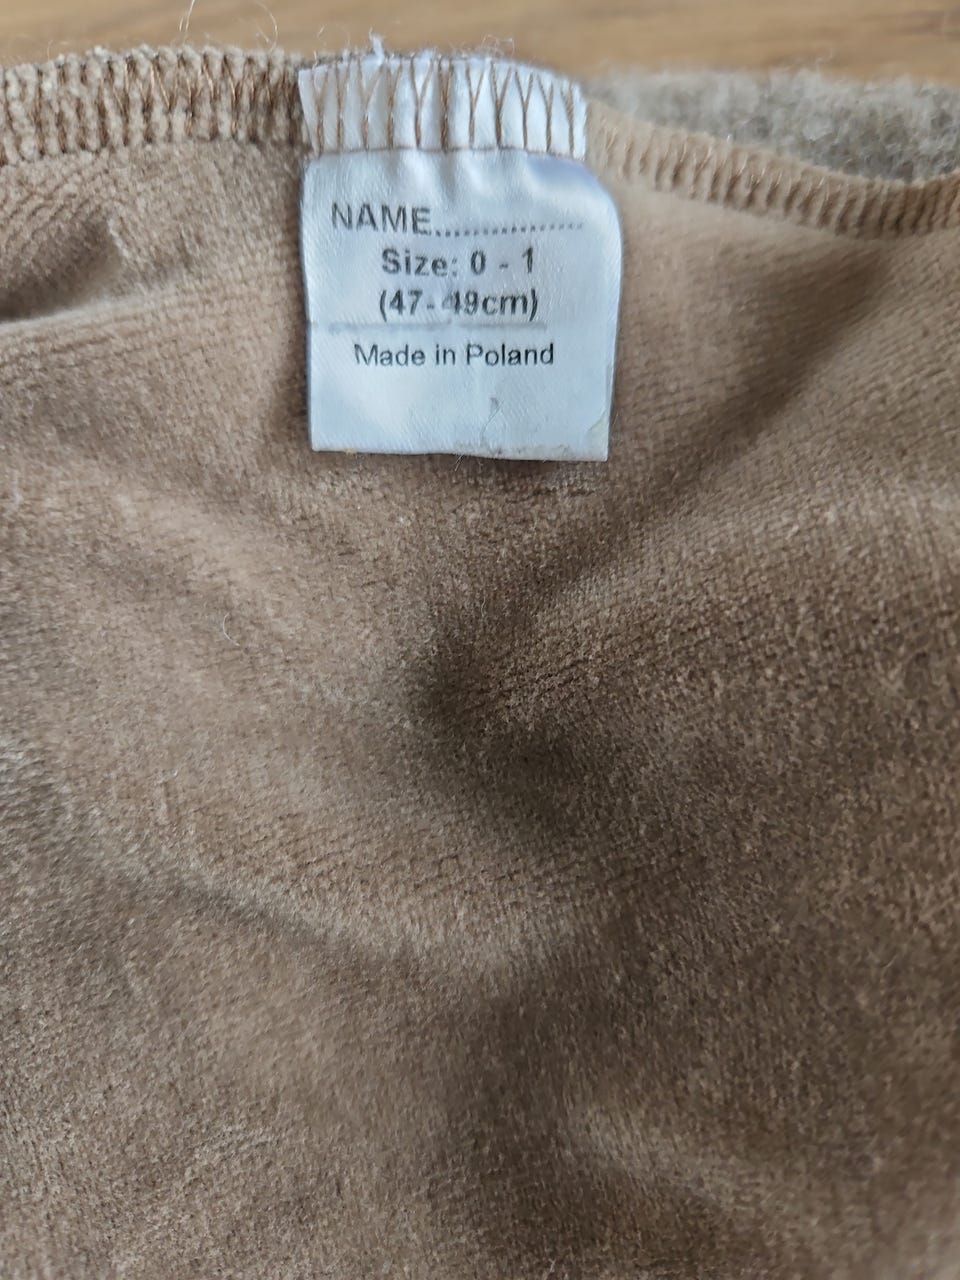 NAME..................
Size: 0 - 1
(47-49cm)
Made in Poland